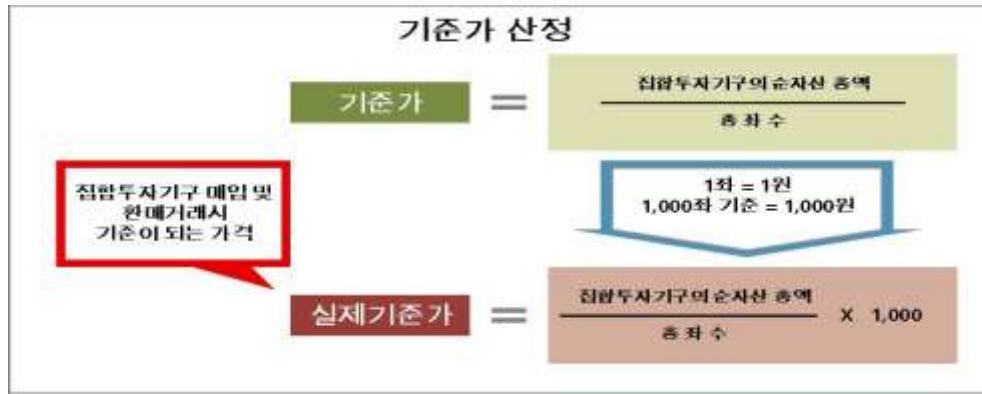 기준가 산정
기준가 = 집합투자기구의 순자산 총액
총 좌 수
집합투자기구 매입 및
환매거래시
기준이 되는 가격
1좌 = 1원
1,000좌 기준 = 1,000원
실제기준가 = 집합투자기구의 순자산 총액
총 좌 수
X 1,000